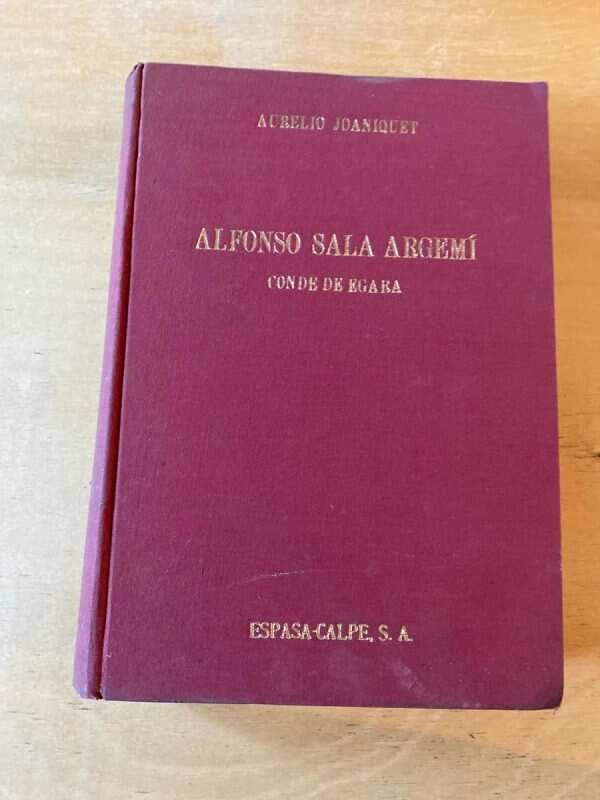 AURELIO JOANIQUET
ALFONSO SALA ARGEMÍ
CONDE DE EGARA
ESPASA-CALPE, S. A.